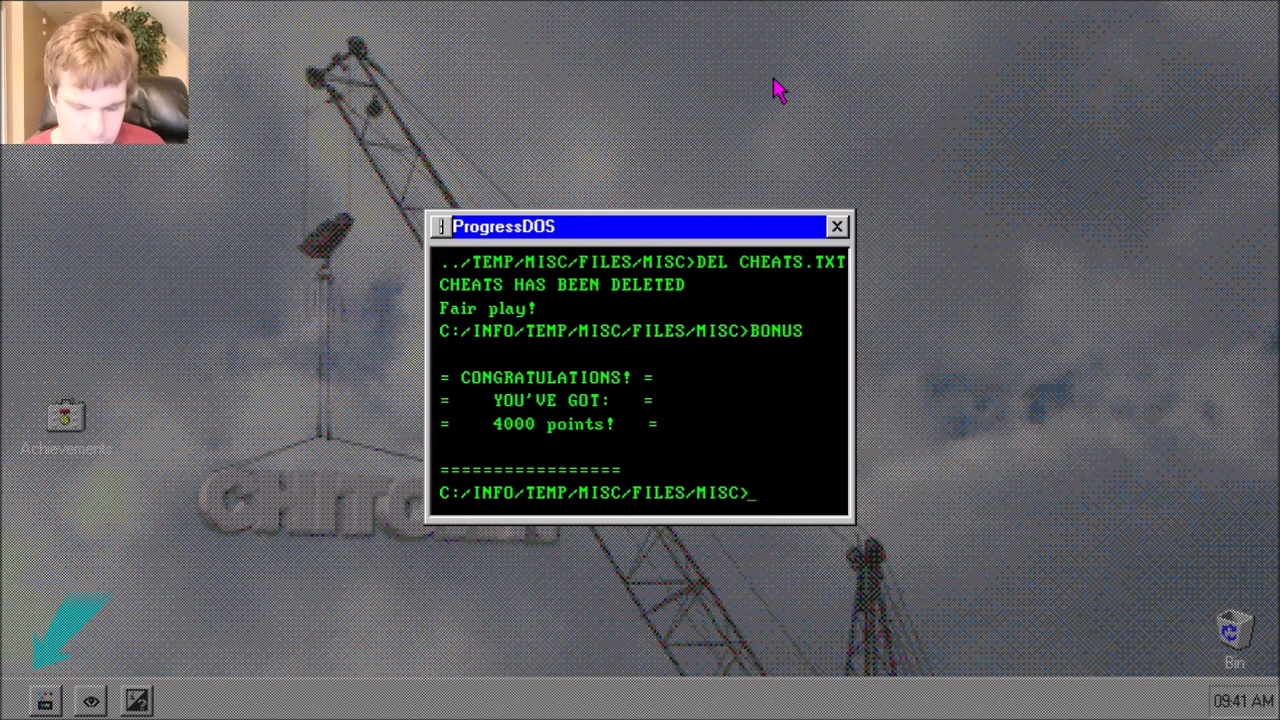 ProgressDOS
../TEMP/MISC/FILES/MISC>DEL CHEATS.TXT
CHEATS HAS BEEN DELETED
Fair play!
C:/INFO/TEMP/MISC/FILES/MISC>BONUS
= CONGRATULATIONS! =
= YOU'VE GOT: =
= 4000 points! =
=================
C:/INFO/TEMP/MISC/FILES/MISC>_
Achievements
Bin
09:41 AM